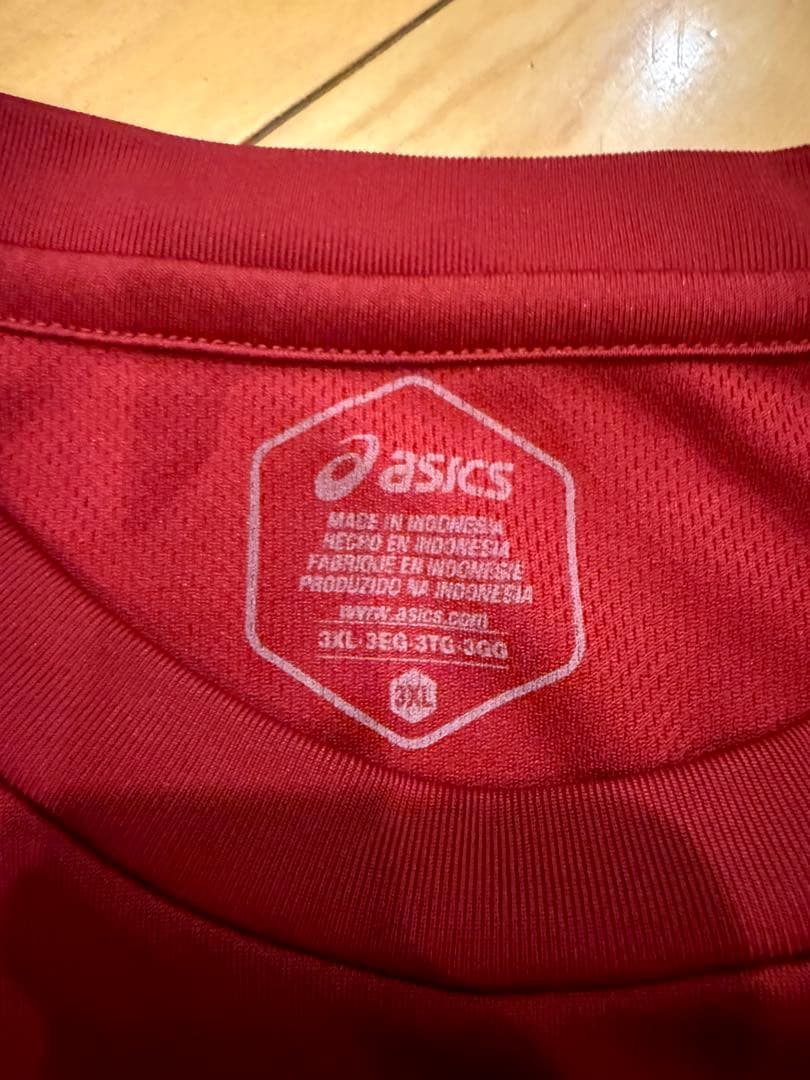 asics
MADE IN INDONESIA
HECHO EN INDONESIA
FABRIQUE EN INDONESIE
PRODUZIDO NA INDONESIA
www.asics.com
3XL-3EG-3TG-3GG
3XL